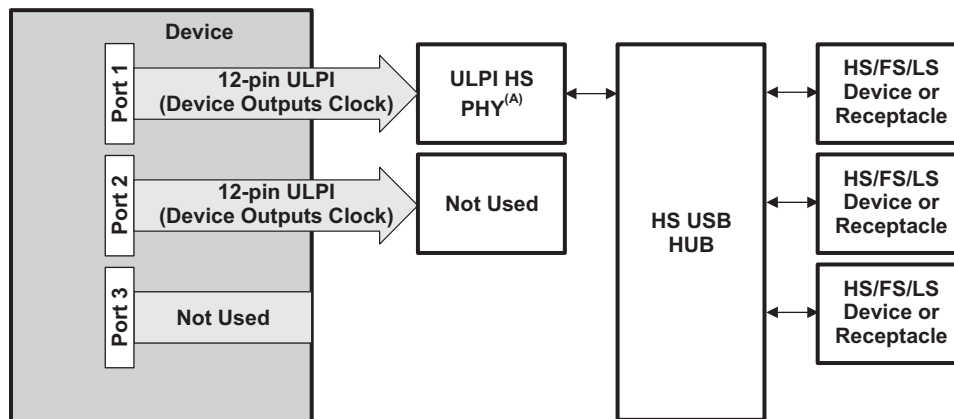 Device
Port 1
12-pin ULPI
(Device Outputs Clock)
ULPI HS
PHY(A)
HS/FS/LS
Device or
Receptacle
Port 2
12-pin ULPI
(Device Outputs Clock)
Not Used
HS USB
HUB
HS/FS/LS
Device or
Receptacle
Port 3
Not Used
HS/FS/LS
Device or
Receptacle